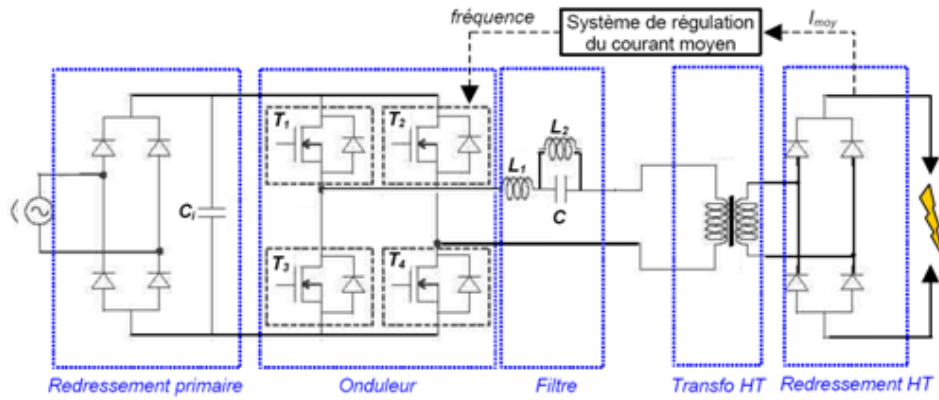 fréquence
Système de régulation
du courant moyen
I_moy
T1
T2
L2
L1
Ci
C
T3
T4
Redressement primaire
Onduleur
Filtre
Transfo HT
Redressement HT